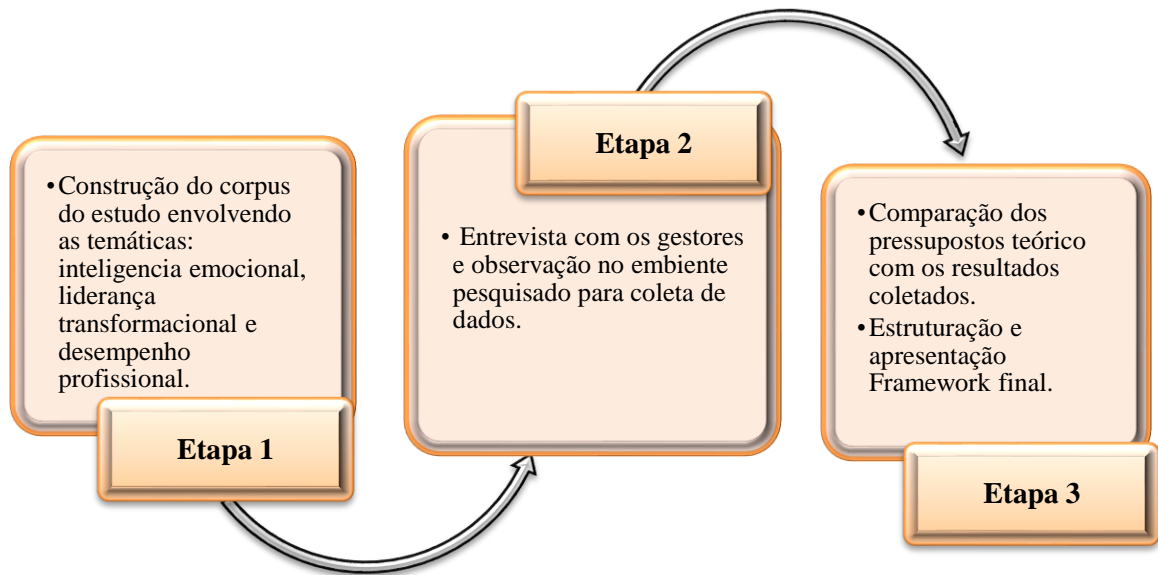 •Construção do corpus
do estudo envolvendo
as temáticas:
inteligencia emocional,
liderança
transformacional e
desempenho
profissional.
Etapa 1
Etapa 2
• Entrevista com os gestores
e observação no embiente
pesquisado para coleta de
dados.
•Comparação dos
pressupostos teórico
com os resultados
coletados.
•Estruturação e
apresentação
Framework final.
Etapa 3